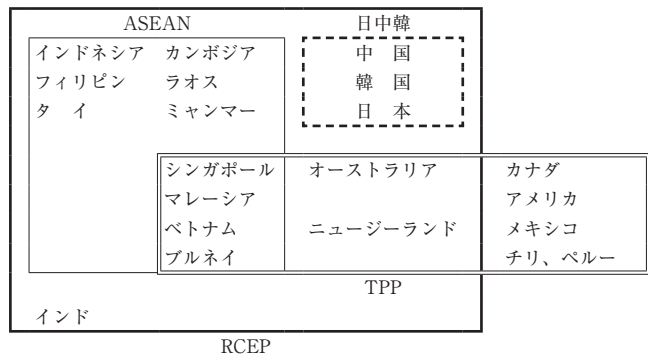 ASEAN 日中韓
インドネシア カンボジア 中 国
フィリピン ラオス 韓 国
タ イ ミャンマー 日 本
シンガポール オーストラリア カナダ
マレーシア アメリカ
ベトナム ニュージーランド メキシコ
ブルネイ チリ、ペルー
TPP
インド
RCEP